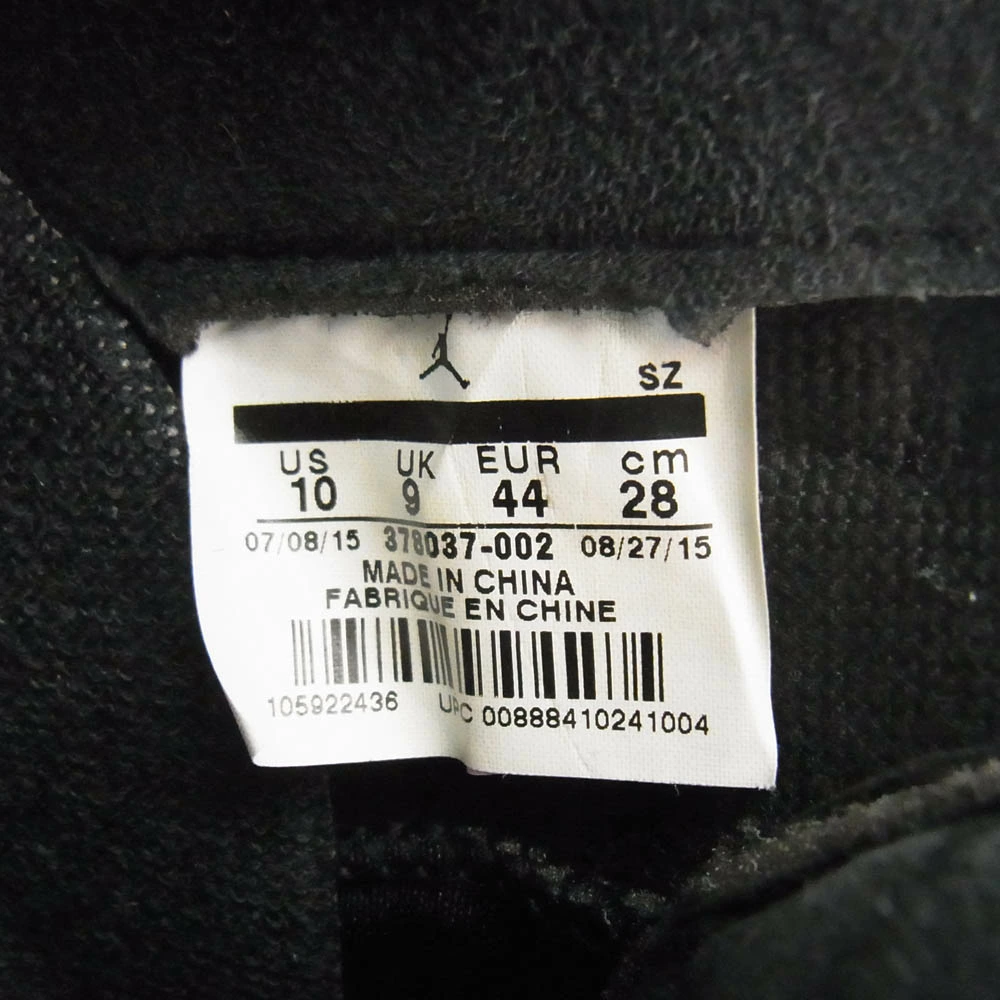 SZ
US UK EUR cm
10 9 44 28
07/08/15 378037-002 08/27/15
MADE IN CHINA
FABRIQUE EN CHINE
105922436 UPC 00888410241004